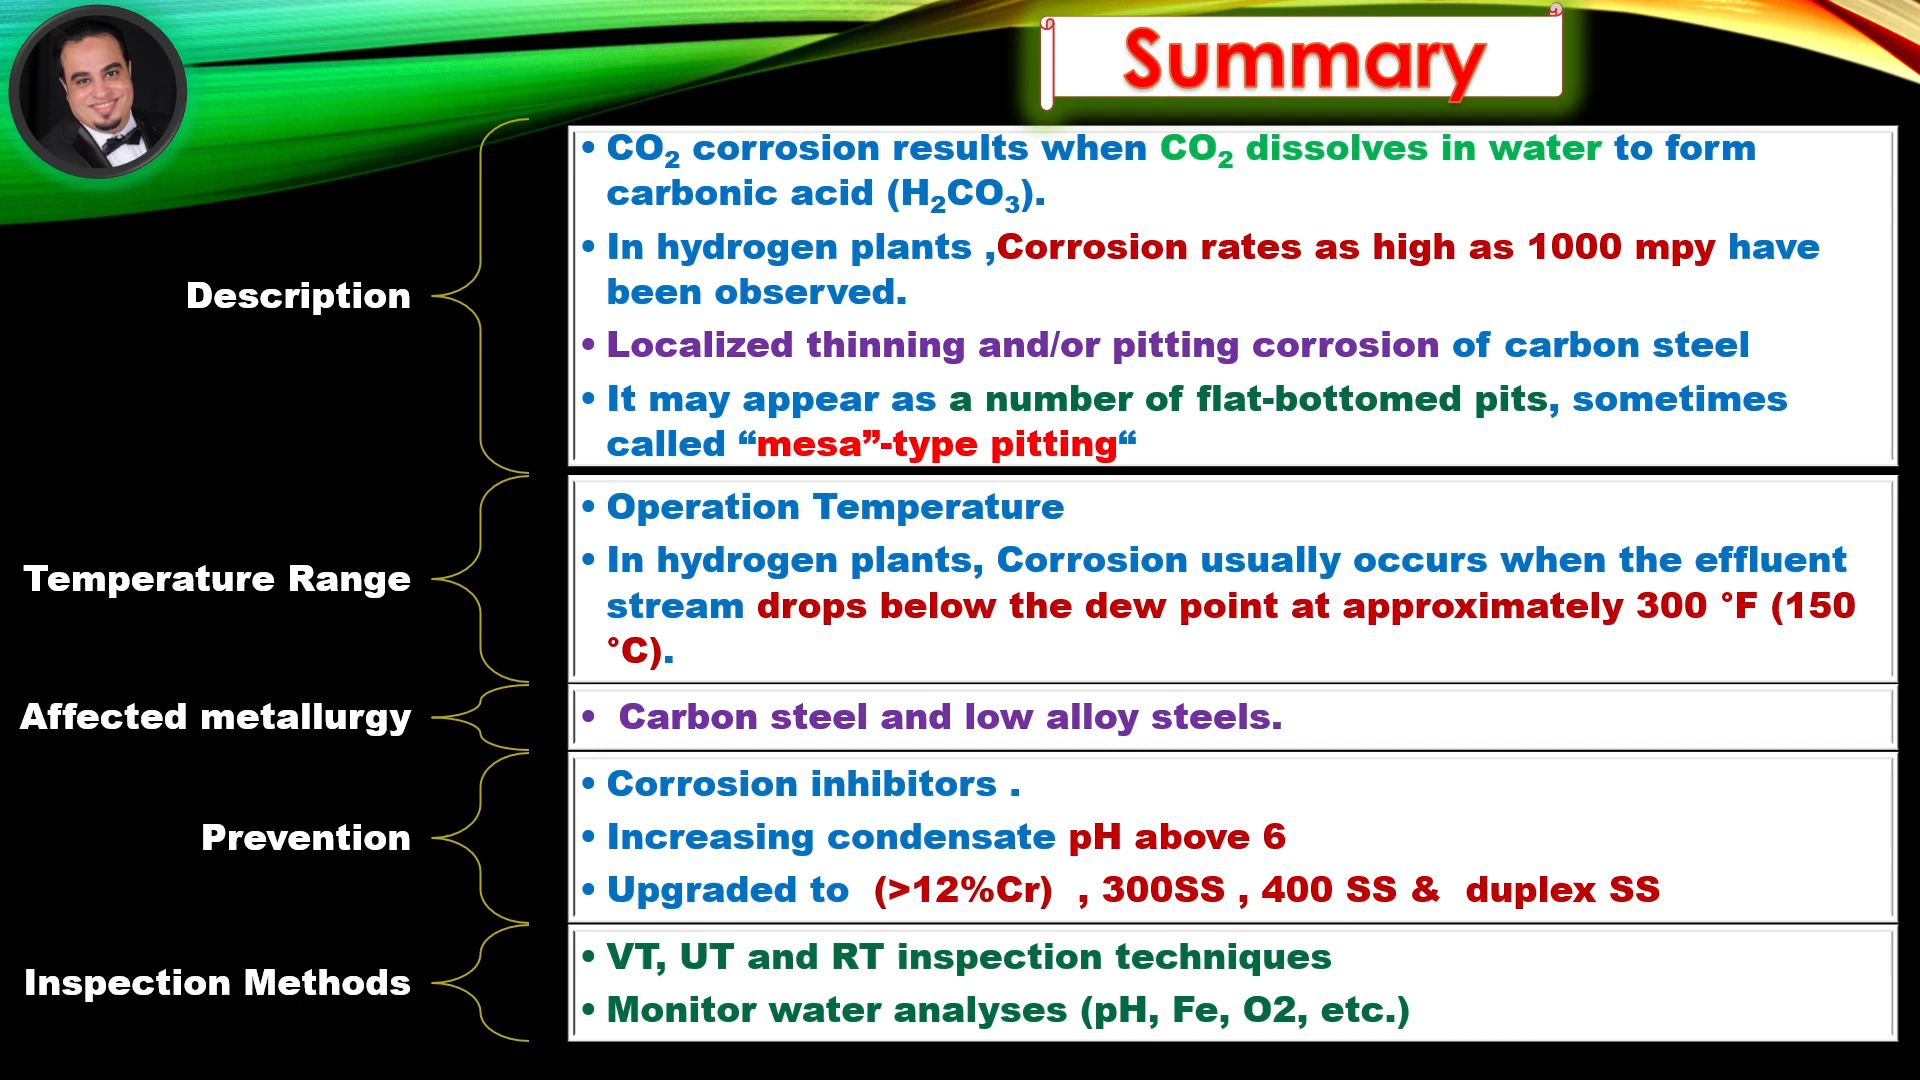 Summary
Description
• CO₂ corrosion results when CO₂ dissolves in water to form
carbonic acid (H₂CO₃).
• In hydrogen plants ,Corrosion rates as high as 1000 mpy have
been observed.
• Localized thinning and/or pitting corrosion of carbon steel
• It may appear as a number of flat-bottomed pits, sometimes
called “mesa”-type pitting“
Temperature Range
• Operation Temperature
• In hydrogen plants, Corrosion usually occurs when the effluent
stream drops below the dew point at approximately 300 °F (150
°C).
Affected metallurgy
• Carbon steel and low alloy steels.
Prevention
• Corrosion inhibitors .
• Increasing condensate pH above 6
• Upgraded to (>12%Cr) , 300SS , 400 SS & duplex SS
Inspection Methods
• VT, UT and RT inspection techniques
• Monitor water analyses (pH, Fe, O2, etc.)